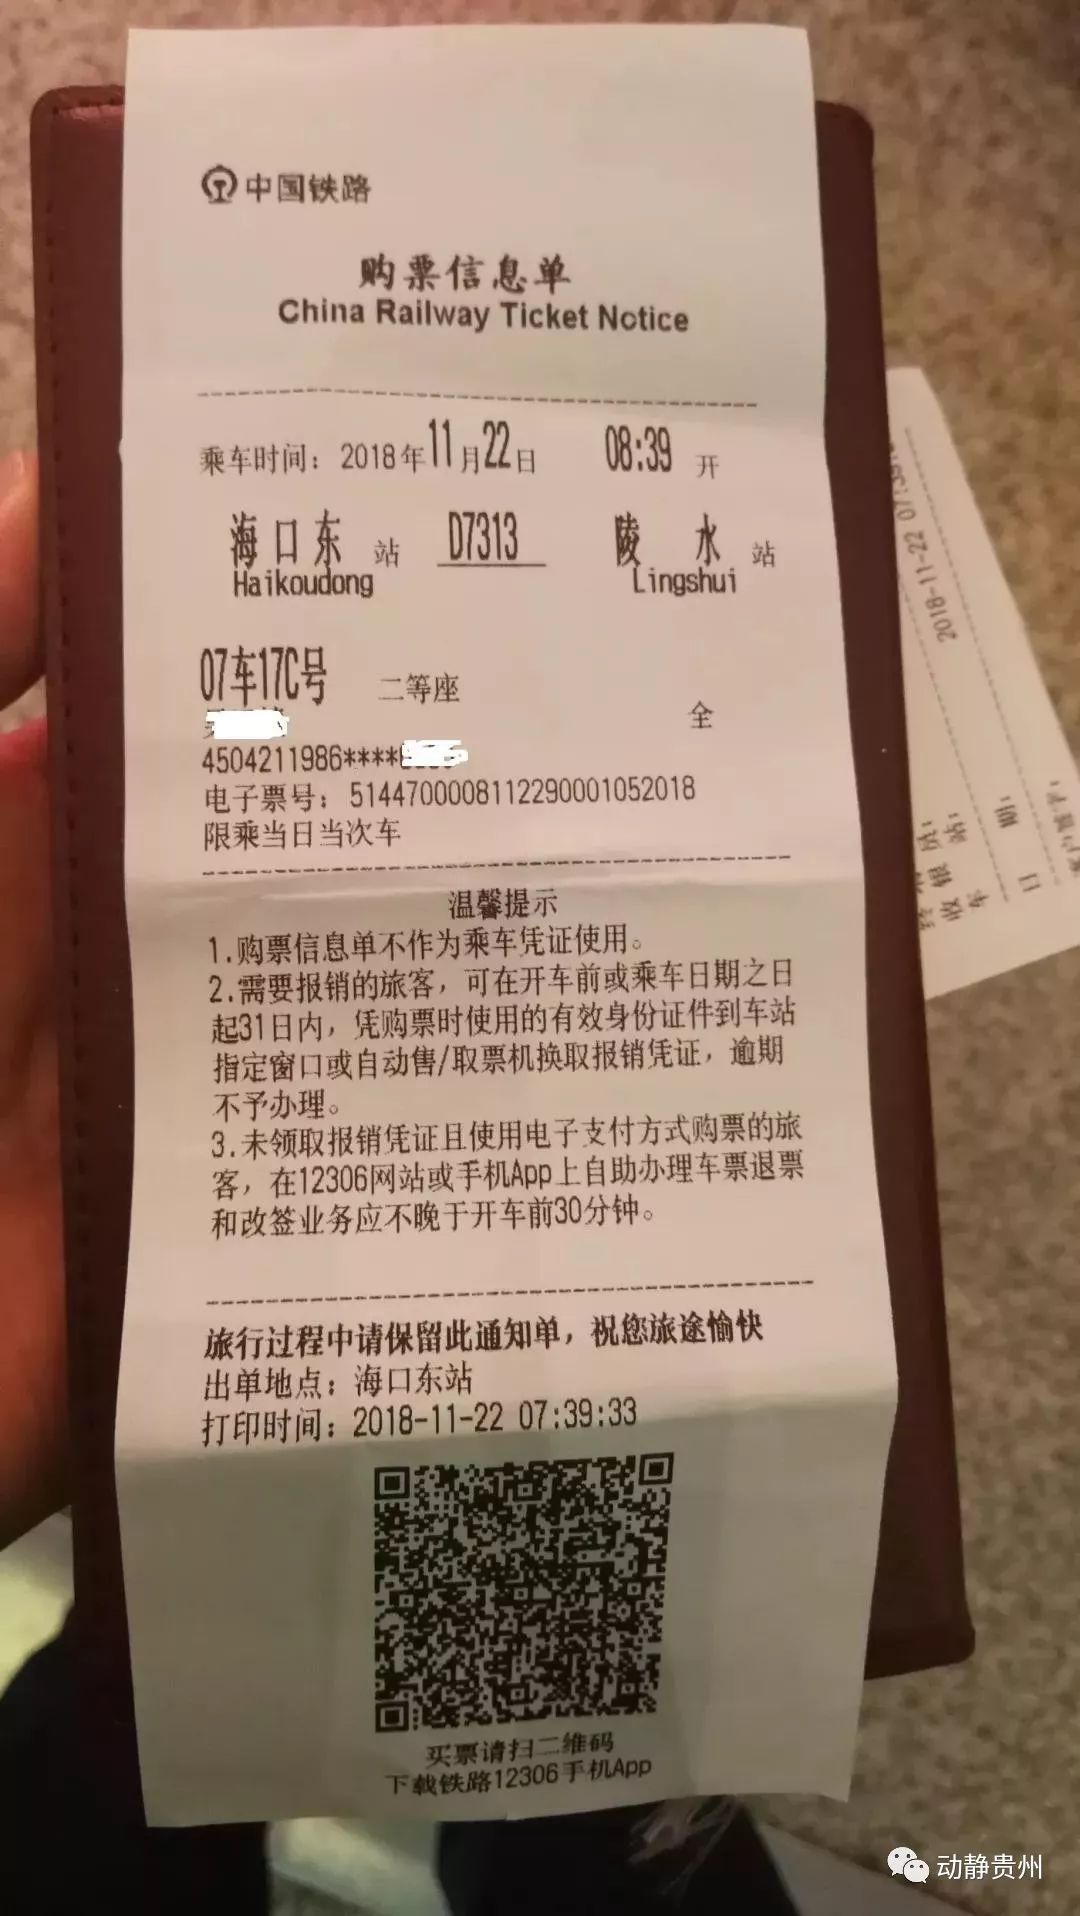 中国铁路
购票信息单
China Railway Ticket Notice
乘车时间：2018年11月22日 08:39 开
海口东 站 D7313 陵水 站
Haikoudong Lingshui
07车17C号 二等座
全
4504211986****
电子票号：5144700008112290001052018
限乘当日当次车
温馨提示
1.购票信息单不作为乘车凭证使用。
2.需要报销的旅客，可在开车前或乘车日期之日
起31日内，凭购票时使用的有效身份证件到车站
指定窗口或自动售/取票机换取报销凭证，逾期
不予办理。
3.未领取报销凭证且使用电子支付方式购票的旅
客，在12306网站或手机App上自助办理车票退票
和改签业务应不晚于开车前30分钟。
旅行过程中请保留此通知单，祝您旅途愉快
出单地点：海口东站
打印时间：2018-11-22 07:39:33
买票请扫二维码
下载铁路12306手机App
2018-11-22 07:39
收银员：
车站：
日期：
动静贵州